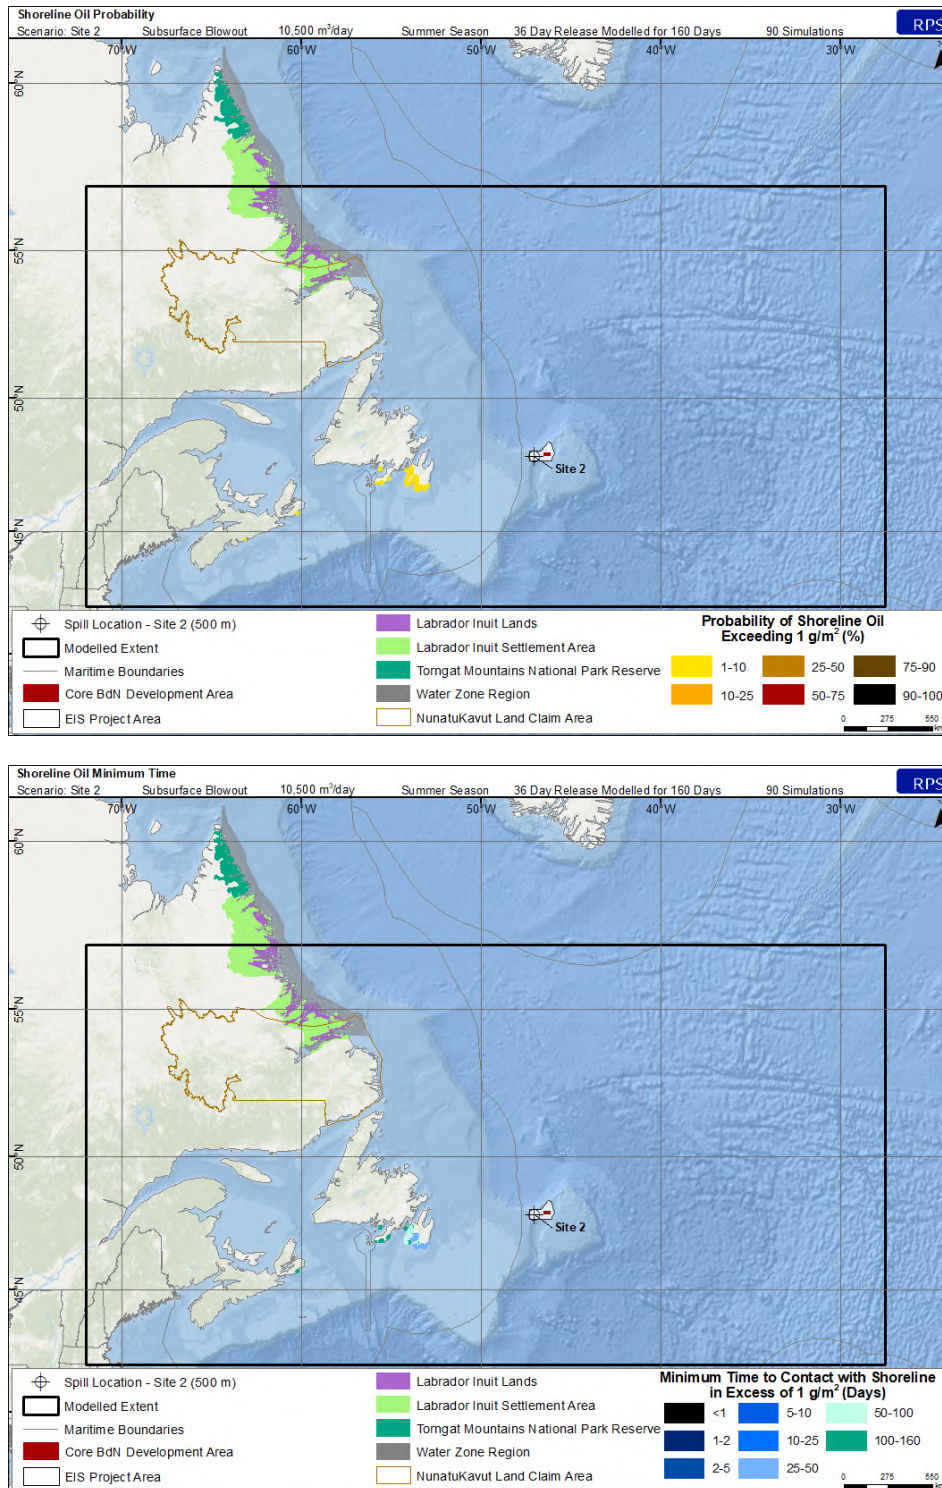 Shoreline Oil Probability
Scenario: Site 2 Subsurface Blowout 10,500 m³/day Summer Season 36 Day Release Modelled for 160 Days 90 Simulations
RPS
70°W 60°W 50°W 40°W 30°W
60°N
55°N
50°N
45°N
Site 2
Spill Location - Site 2 (500 m)
Modelled Extent
Maritime Boundaries
Core BdN Development Area
EIS Project Area
Labrador Inuit Lands
Labrador Inuit Settlement Area
Torngat Mountains National Park Reserve
Water Zone Region
NunatuKavut Land Claim Area
Probability of Shoreline Oil
Exceeding 1 g/m² (%)
1-10 25-50 75-90
10-25 50-75 90-100
0 275 550
km
Shoreline Oil Minimum Time
Scenario: Site 2 Subsurface Blowout 10,500 m³/day Summer Season 36 Day Release Modelled for 160 Days 90 Simulations
RPS
70°W 60°W 50°W 40°W 30°W
60°N
55°N
50°N
45°N
Site 2
Spill Location - Site 2 (500 m)
Modelled Extent
Maritime Boundaries
Core BdN Development Area
EIS Project Area
Labrador Inuit Lands
Labrador Inuit Settlement Area
Torngat Mountains National Park Reserve
Water Zone Region
NunatuKavut Land Claim Area
Minimum Time to Contact with Shoreline
in Excess of 1 g/m² (Days)
<1 5-10 50-100
1-2 10-25 100-160
2-5 25-50
0 275 550
km